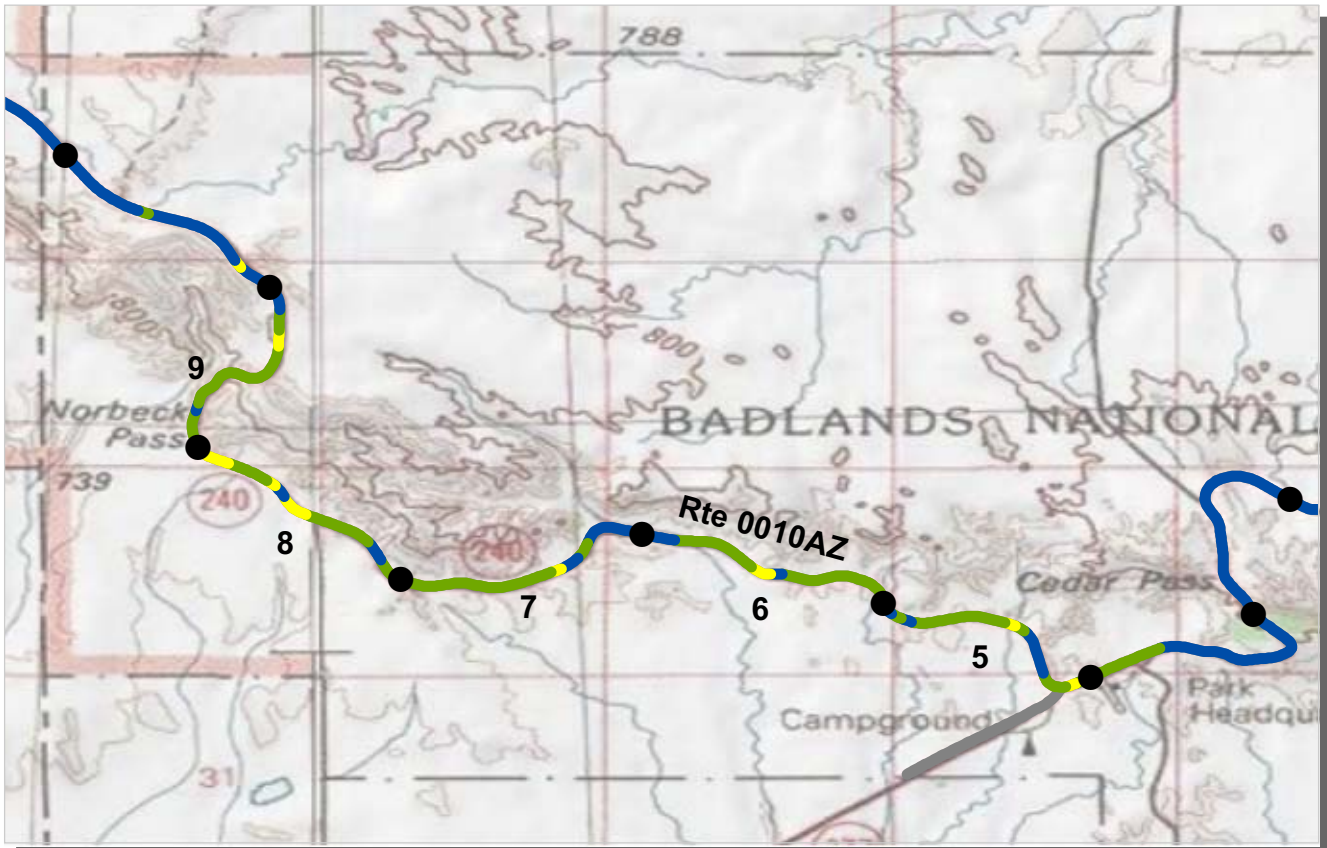 788
800
9
800
Norbeck
Pass
BADLANDS NATIONAL
739
240
Rte 0010AZ
8
240
Cedar Pass
7
6
5
Park
Headqu
Campground
31